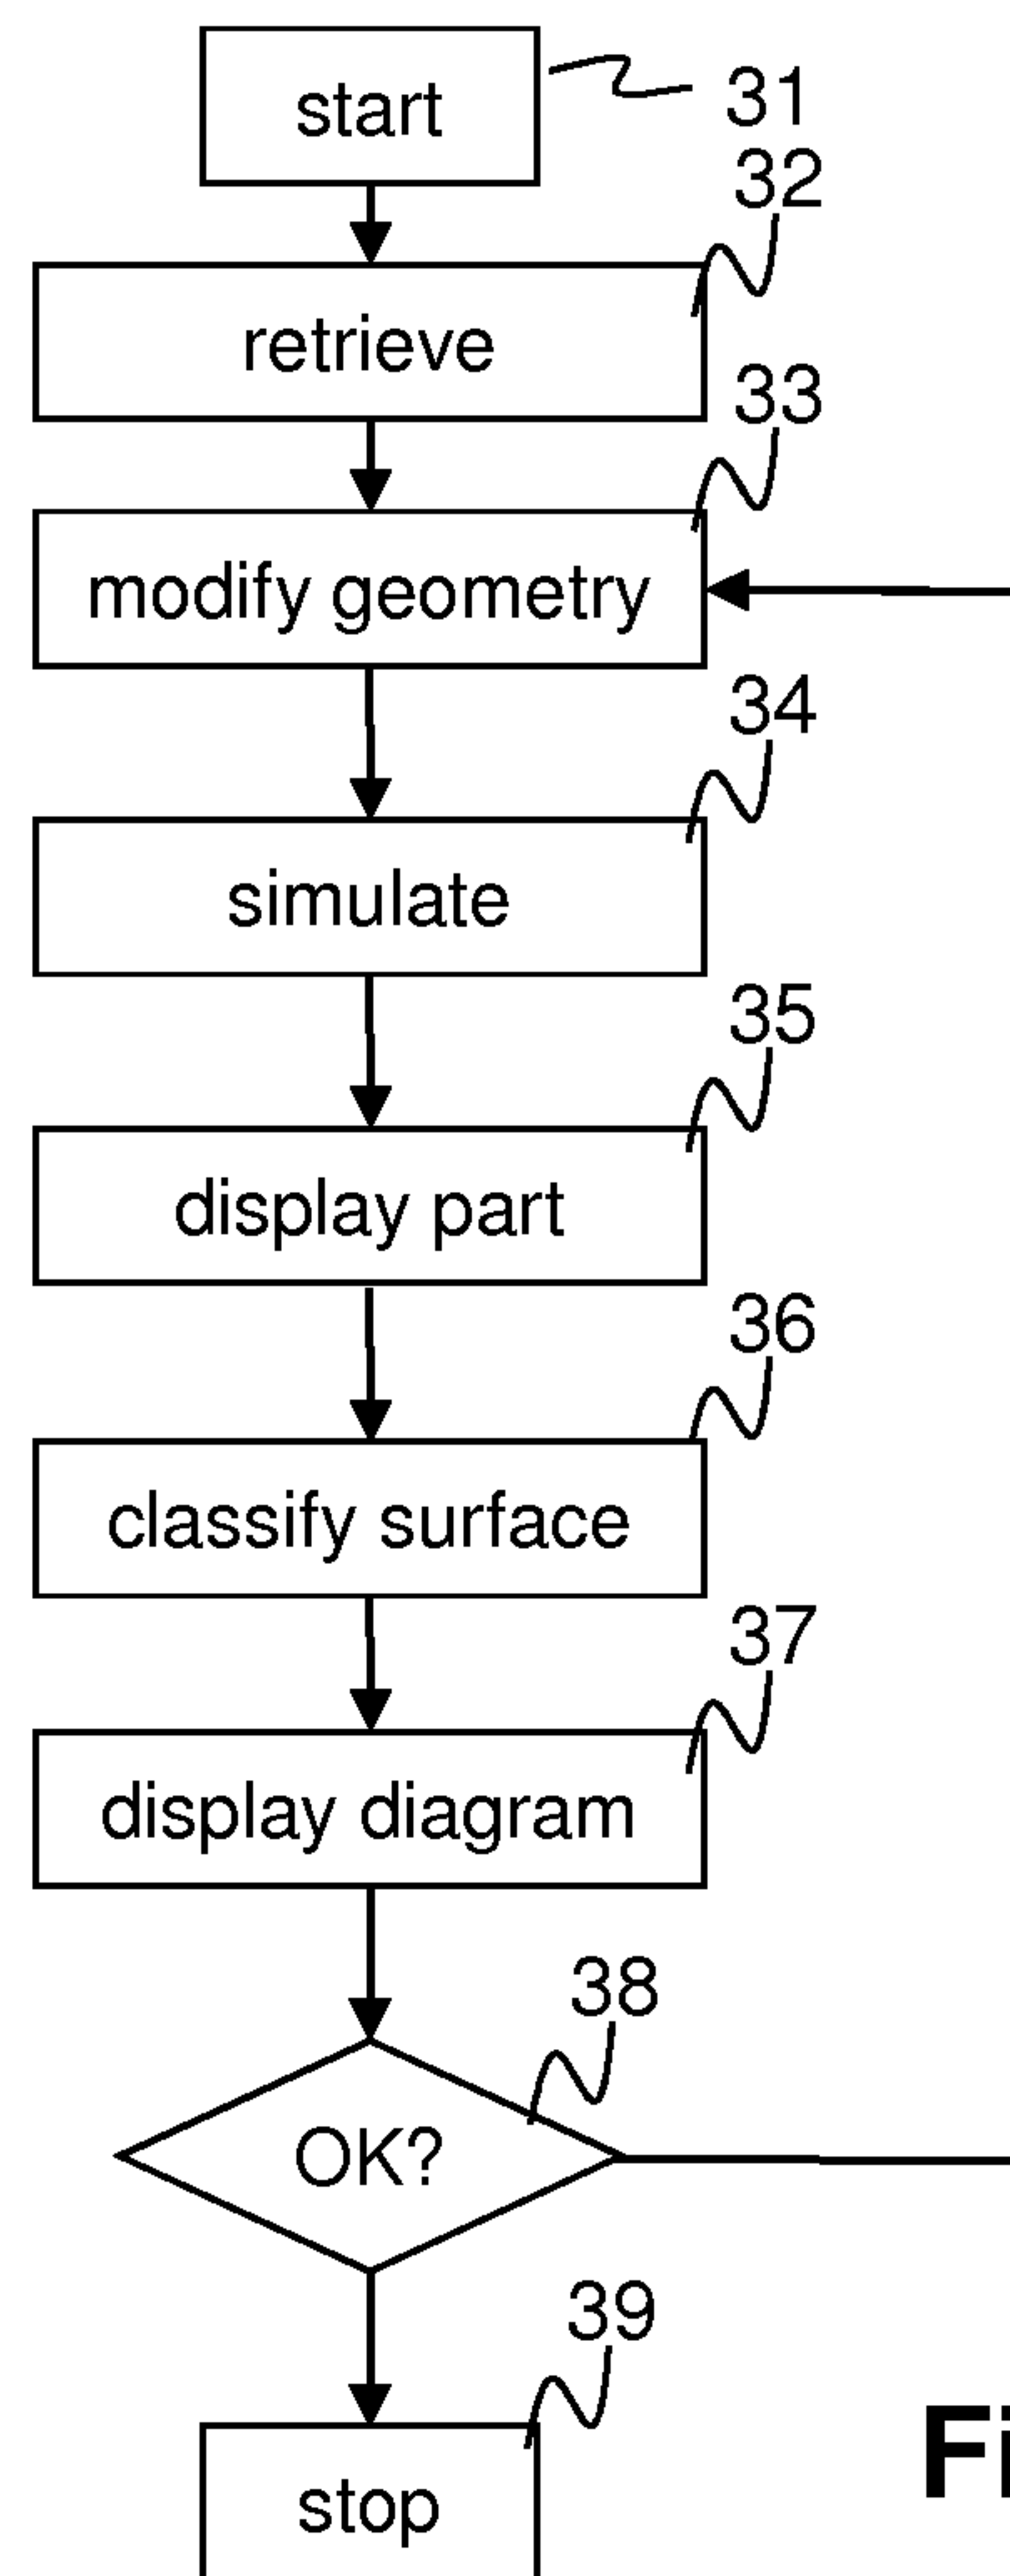 start
31
32
retrieve
33
modify geometry
34
simulate
35
display part
36
classify surface
37
display diagram
38
OK?
39
Fi
stop